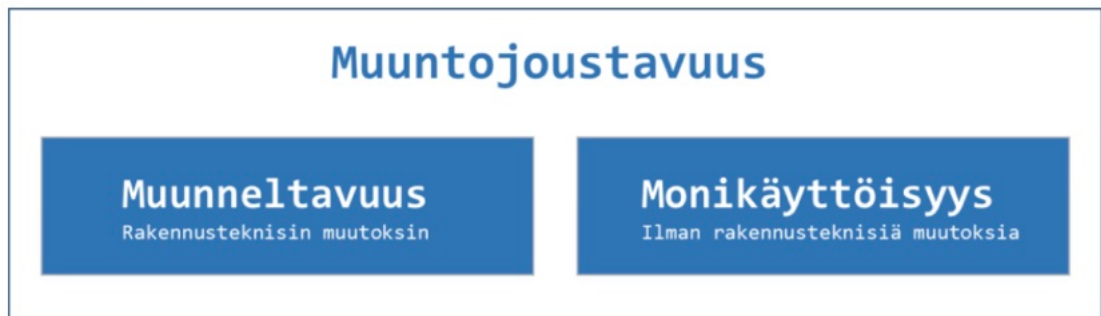 Muuntojoustavuus
Muunneltavuus
Rakennusteknisin muutoksin
Monikäyttöisyys
Ilman rakennusteknisiä muutoksia